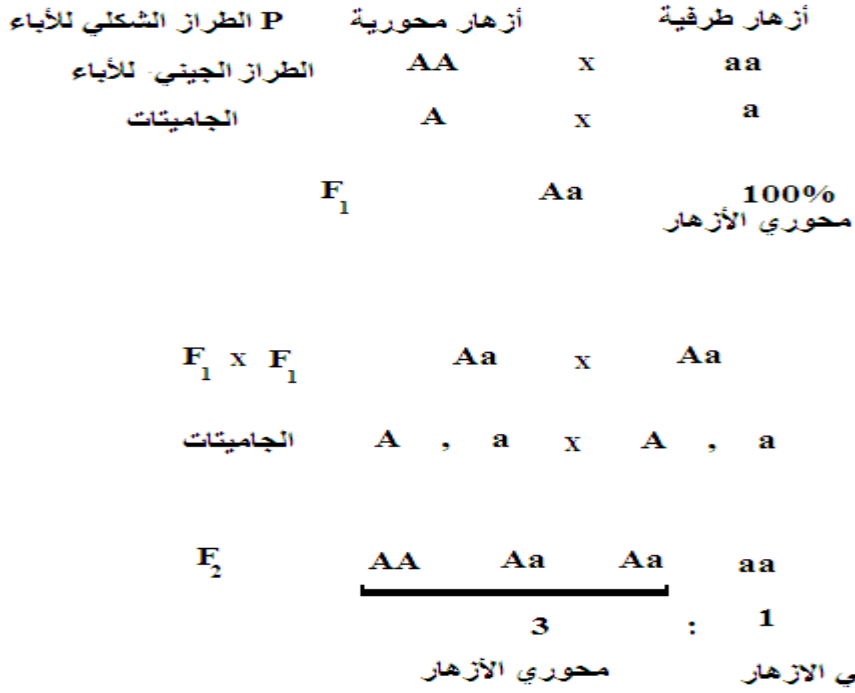 P الطراز الشكلي للأباء أزهار محورية أزهار طرفية
الطراز الجيني للأباء AA x aa
الجاميتات A x a
F1 Aa 100%
محوري الأزهار
F1 x F1 Aa x Aa
الجاميتات A , a x A , a
F2 AA Aa Aa aa
3 : 1
محوري الأزهار ي الازهار